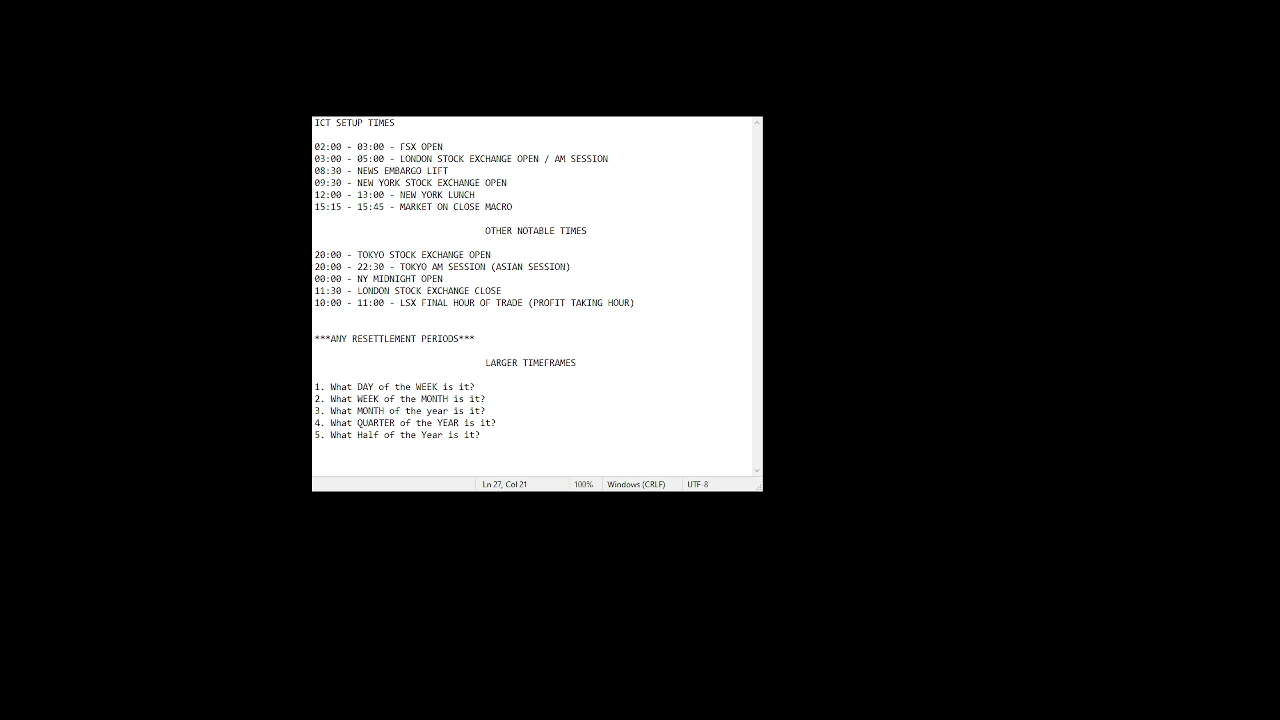 ICT SETUP TIMES
02:00 - 03:00 - FSX OPEN
03:00 - 05:00 - LONDON STOCK EXCHANGE OPEN / AM SESSION
08:30 - NEWS EMBARGO LIFT
09:30 - NEW YORK STOCK EXCHANGE OPEN
12:00 - 13:00 - NEW YORK LUNCH
15:15 - 15:45 - MARKET ON CLOSE MACRO
OTHER NOTABLE TIMES
20:00 - TOKYO STOCK EXCHANGE OPEN
20:00 - 22:30 - TOKYO AM SESSION (ASIAN SESSION)
00:00 - NY MIDNIGHT OPEN
11:30 - LONDON STOCK EXCHANGE CLOSE
10:00 - 11:00 - LSX FINAL HOUR OF TRADE (PROFIT TAKING HOUR)
***ANY RESETTLEMENT PERIODS***
LARGER TIMEFRAMES
1. What DAY of the WEEK is it?
2. What WEEK of the MONTH is it?
3. What MONTH of the year is it?
4. What QUARTER of the YEAR is it?
5. What Half of the Year is it?
Ln 27, Col 21 100% Windows (CRLF) UTF-8